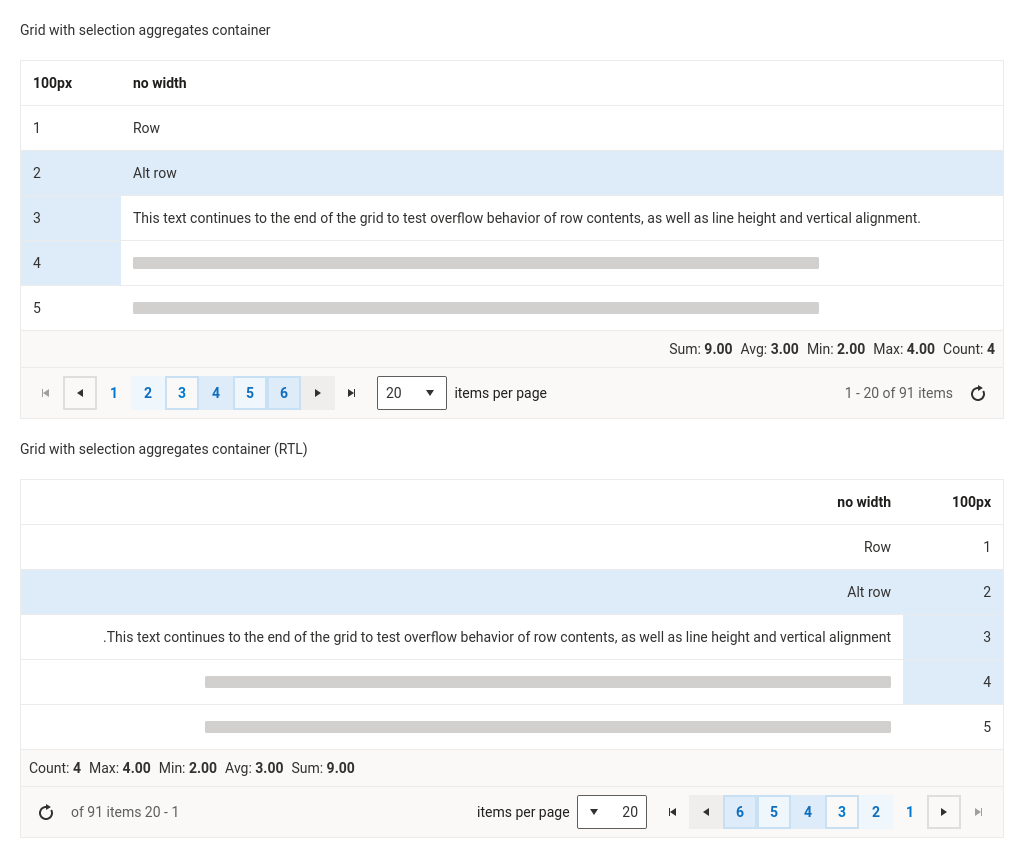 Grid with selection aggregates container
100px no width
1 Row
2 Alt row
3 This text continues to the end of the grid to test overflow behavior of row contents, as well as line height and vertical alignment.
4
5
Sum: 9.00 Avg: 3.00 Min: 2.00 Max: 4.00 Count: 4
1 2 3 4 5 6 20 items per page 1 - 20 of 91 items
Grid with selection aggregates container (RTL)
no width 100px
Row 1
Alt row 2
.This text continues to the end of the grid to test overflow behavior of row contents, as well as line height and vertical alignment 3
4
5
Count: 4 Max: 4.00 Min: 2.00 Avg: 3.00 Sum: 9.00
of 91 items 20 - 1 items per page 20 6 5 4 3 2 1